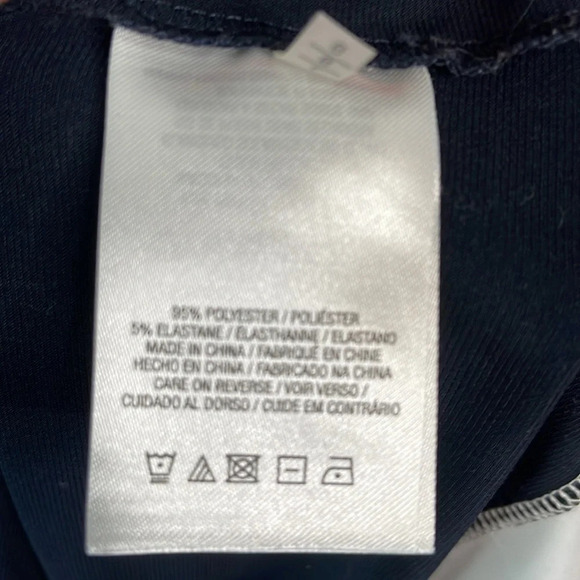 95% POLYESTER / POLIÉSTER
5% ELASTANE / ÉLASTHANNE / ELASTANO
MADE IN CHINA / FABRIQUÉ EN CHINE
HECHO EN CHINA / FABRICADO NA CHINA
CARE ON REVERSE / VOIR VERSO /
CUIDADO AL DORSO / CUIDE EM CONTRÁRIO